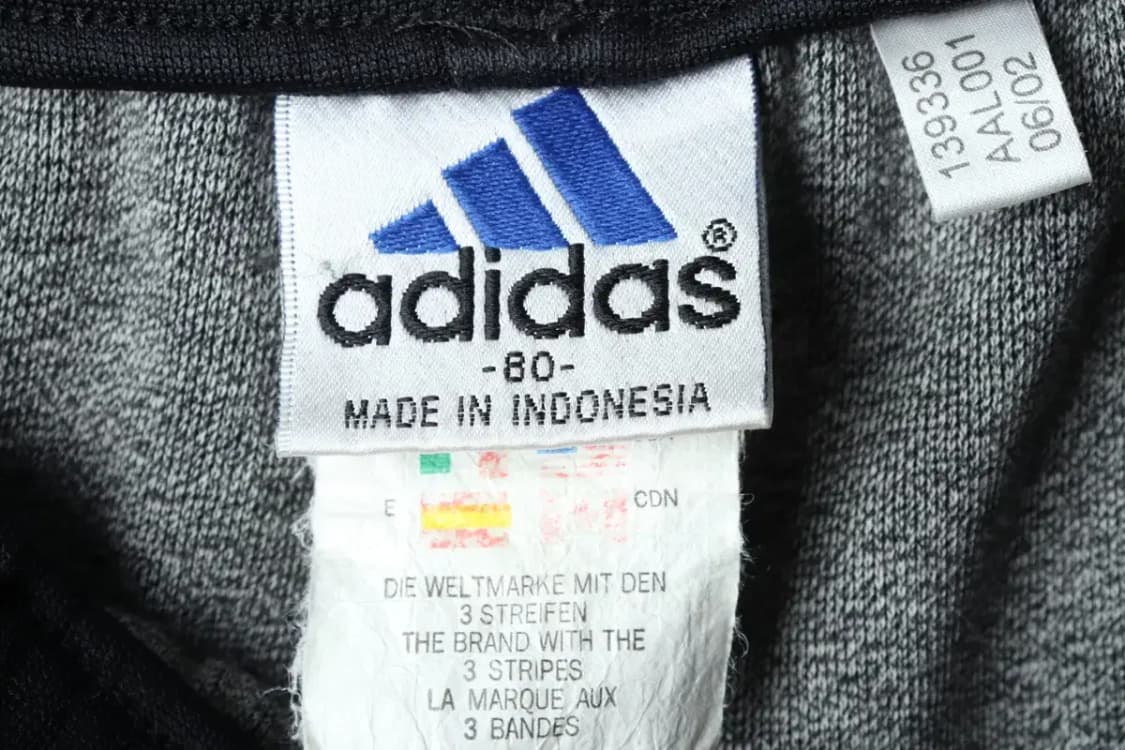 adidas®
-80-
MADE IN INDONESIA
139336
AAL001
06/02
E
CDN
DIE WELTMARKE MIT DEN
3 STREIFEN
THE BRAND WITH THE
3 STRIPES
LA MARQUE AUX
3 BANDES